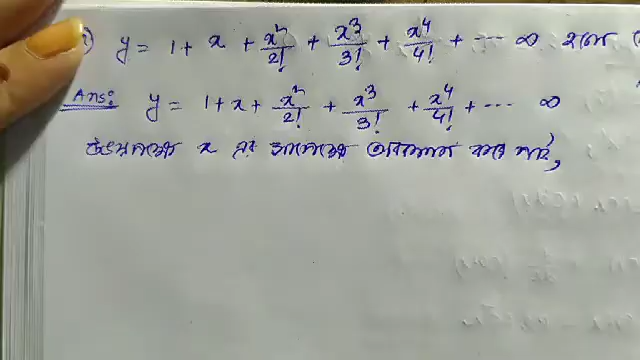 y = 1 + x + x²/2! + x³/3! + x⁴/4! + ... ∞ হলে
Ans: y = 1 + x + x²/2! + x³/3! + x⁴/4! + ... ∞
উভয়পক্ষকে x এর সাপেক্ষে অবকলন করে পাই,